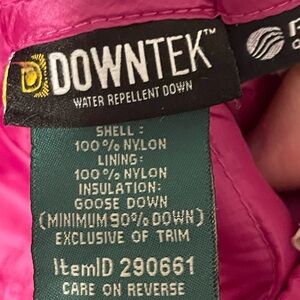 DOWNTEK™
WATER REPELLENT DOWN
SHELL :
100% NYLON
LINING:
100% NYLON
INSULATION:
GOOSE DOWN
(MINIMUM 90% DOWN)
EXCLUSIVE OF TRIM
ItemID 290661
CARE ON REVERSE